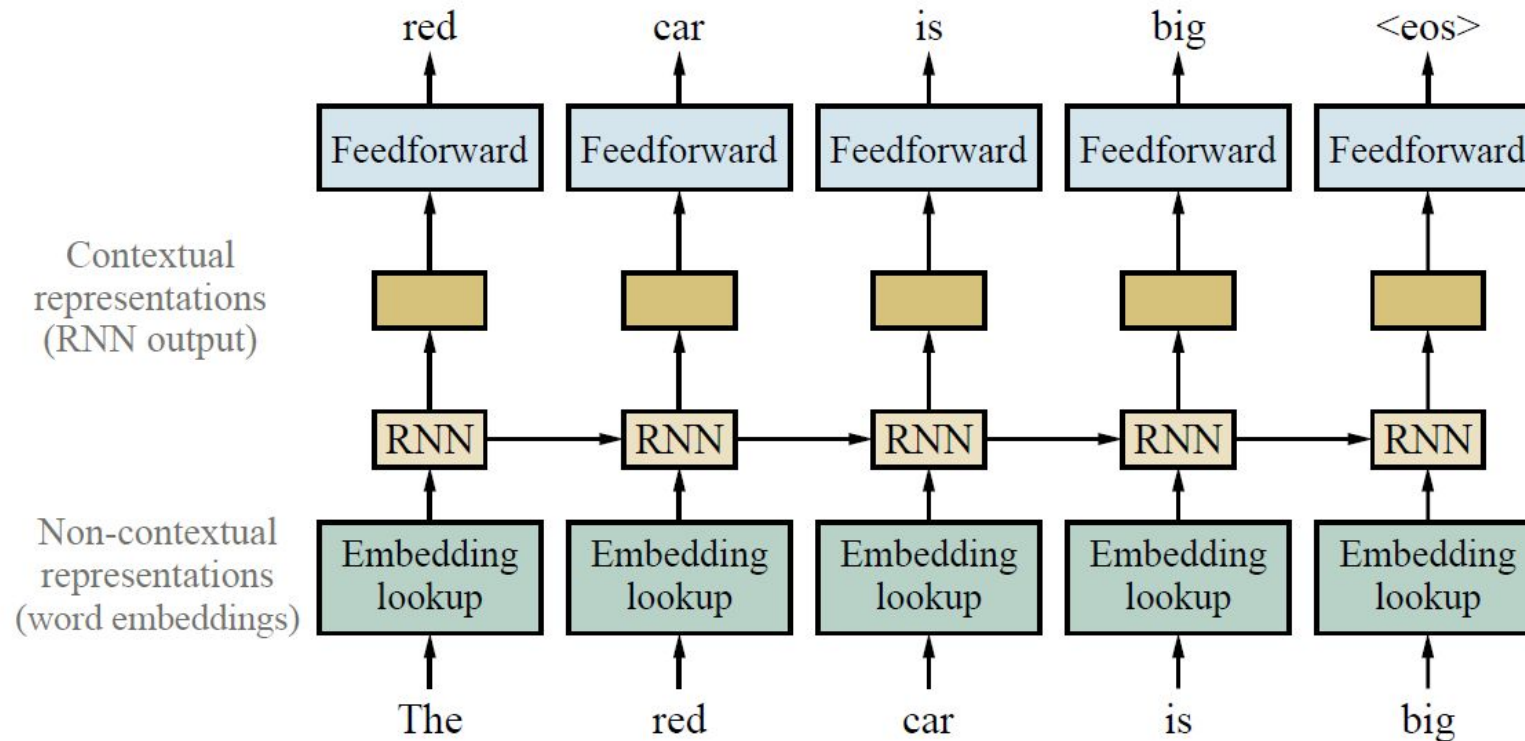 red car is big <eos>
Feedforward Feedforward Feedforward Feedforward Feedforward
Contextual
representations
(RNN output)
RNN RNN RNN RNN RNN
Non-contextual
representations
(word embeddings)
Embedding Embedding Embedding Embedding Embedding
lookup lookup lookup lookup lookup
The red car is big